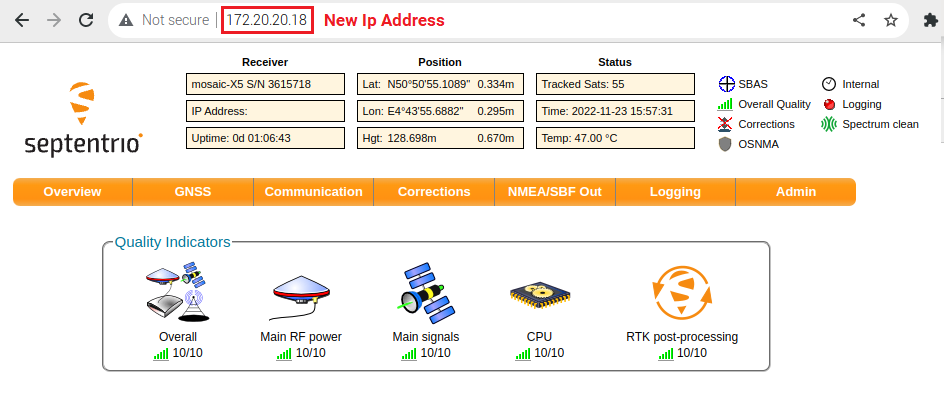 Not secure | 172.20.20.18 New Ip Address
septentrio
Receiver
mosaic-X5 S/N 3615718
IP Address:
Uptime: 0d 01:06:43
Position
Lat: N50°50'55.1089" 0.334m
Lon: E4°43'55.6882" 0.295m
Hgt: 128.698m 0.670m
Status
Tracked Sats: 55
Time: 2022-11-23 15:57:31
Temp: 47.00 °C
SBAS
Overall Quality
Corrections
OSNMA
Internal
Logging
Spectrum clean
Overview GNSS Communication Corrections NMEA/SBF Out Logging Admin
Quality Indicators
Overall
10/10
Main RF power
10/10
Main signals
10/10
CPU
10/10
RTK post-processing
10/10